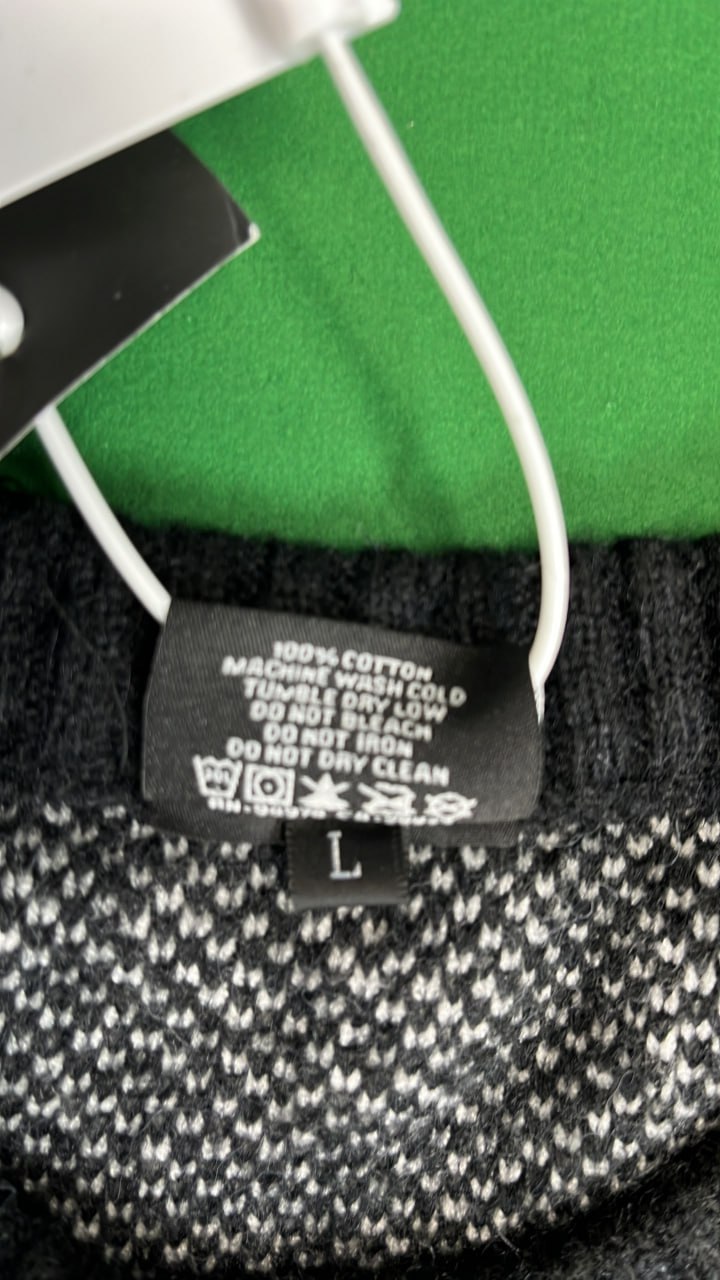 100% COTTON
MACHINE WASH COLD
TUMBLE DRY LOW
DO NOT BLEACH
DO NOT IRON
DO NOT DRY CLEAN
L